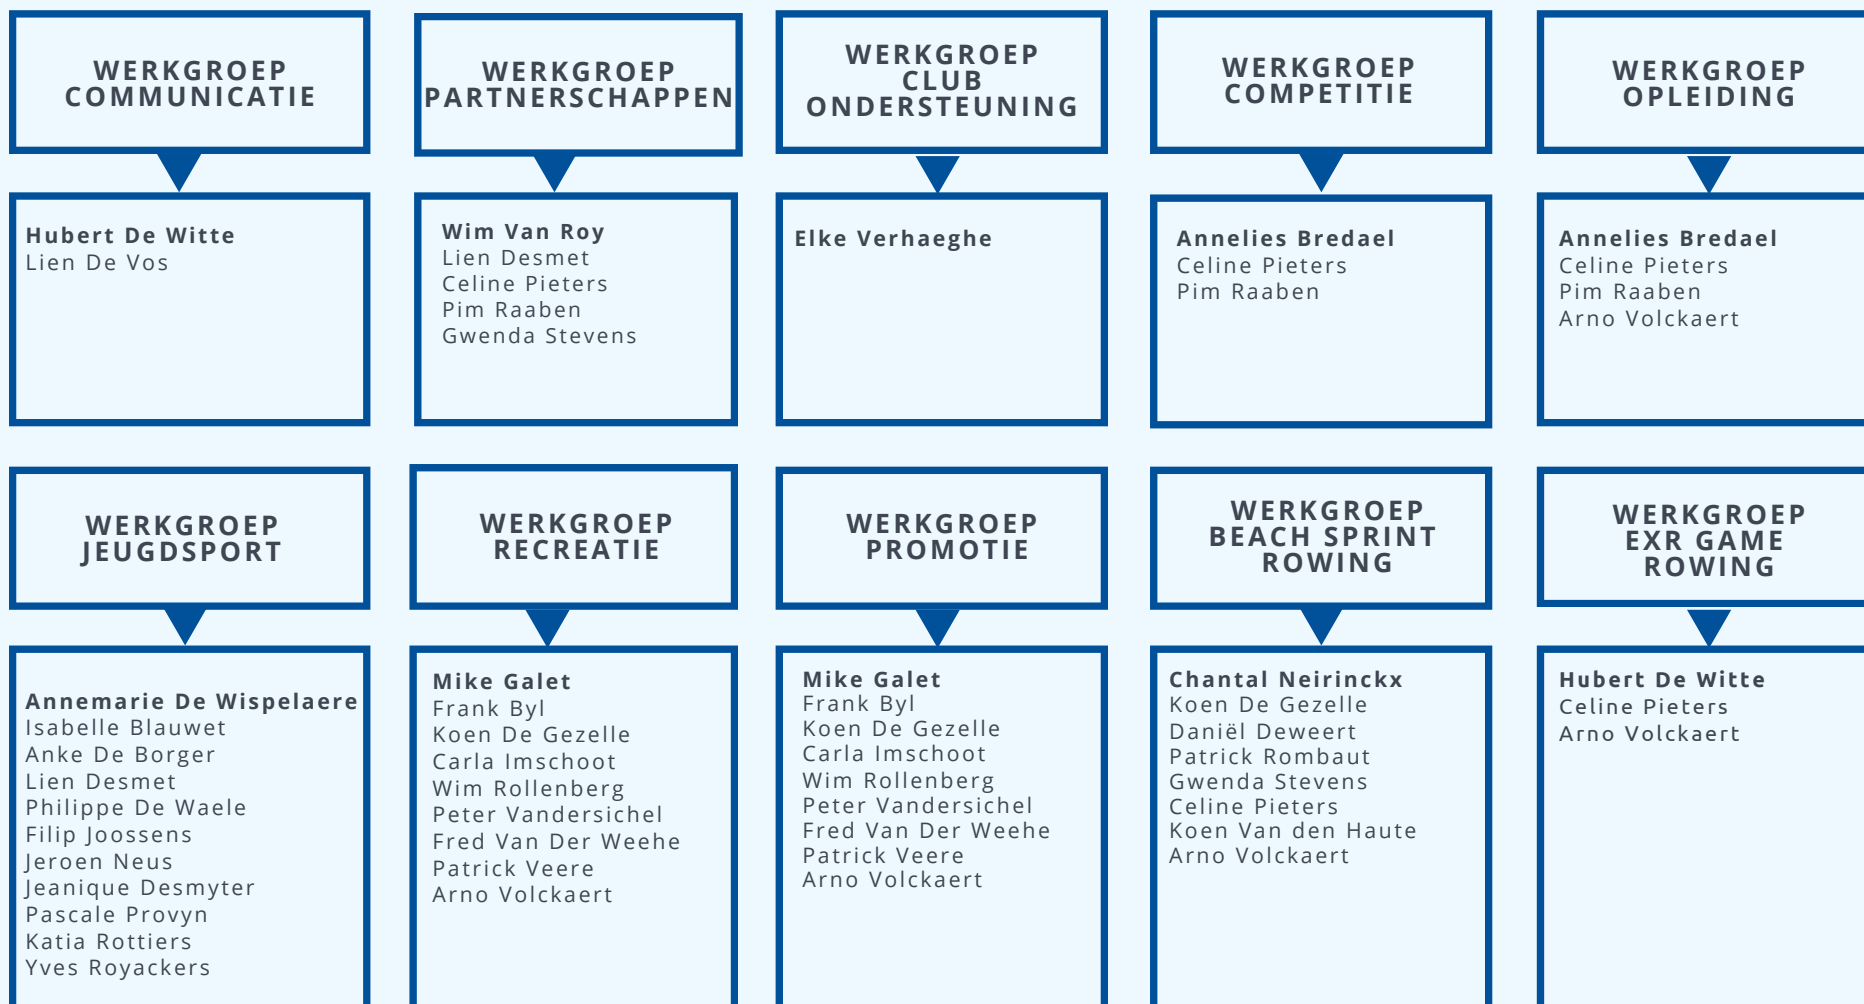 WERKGROEP
COMMUNICATIE
Hubert De Witte
Lien De Vos
WERKGROEP
PARTNERSCHAPPEN
Wim Van Roy
Lien Desmet
Celine Pieters
Pim Raaben
Gwenda Stevens
WERKGROEP
CLUB
ONDERSTEUNING
Elke Verhaeghe
WERKGROEP
COMPETITIE
Annelies Bredael
Celine Pieters
Pim Raaben
WERKGROEP
OPLEIDING
Annelies Bredael
Celine Pieters
Pim Raaben
Arno Volckaert
WERKGROEP
JEUGDSPORT
Annemarie De Wispelaere
Isabelle Blauwet
Anke De Borger
Lien Desmet
Philippe De Waele
Filip Joossens
Jeroen Neus
Jeanique Desmyter
Pascale Provyn
Katia Rottiers
Yves Royackers
WERKGROEP
RECREATIE
Mike Galet
Frank Byl
Koen De Gezelle
Carla Imschoot
Wim Rollenberg
Peter Vandersichel
Fred Van Der Weehe
Patrick Veere
Arno Volckaert
WERKGROEP
PROMOTIE
Mike Galet
Frank Byl
Koen De Gezelle
Carla Imschoot
Wim Rollenberg
Peter Vandersichel
Fred Van Der Weehe
Patrick Veere
Arno Volckaert
WERKGROEP
BEACH SPRINT
ROWING
Chantal Neirinckx
Koen De Gezelle
Daniël Deweert
Patrick Rombaut
Gwenda Stevens
Celine Pieters
Koen Van den Haute
Arno Volckaert
WERKGROEP
EXR GAME
ROWING
Hubert De Witte
Celine Pieters
Arno Volckaert